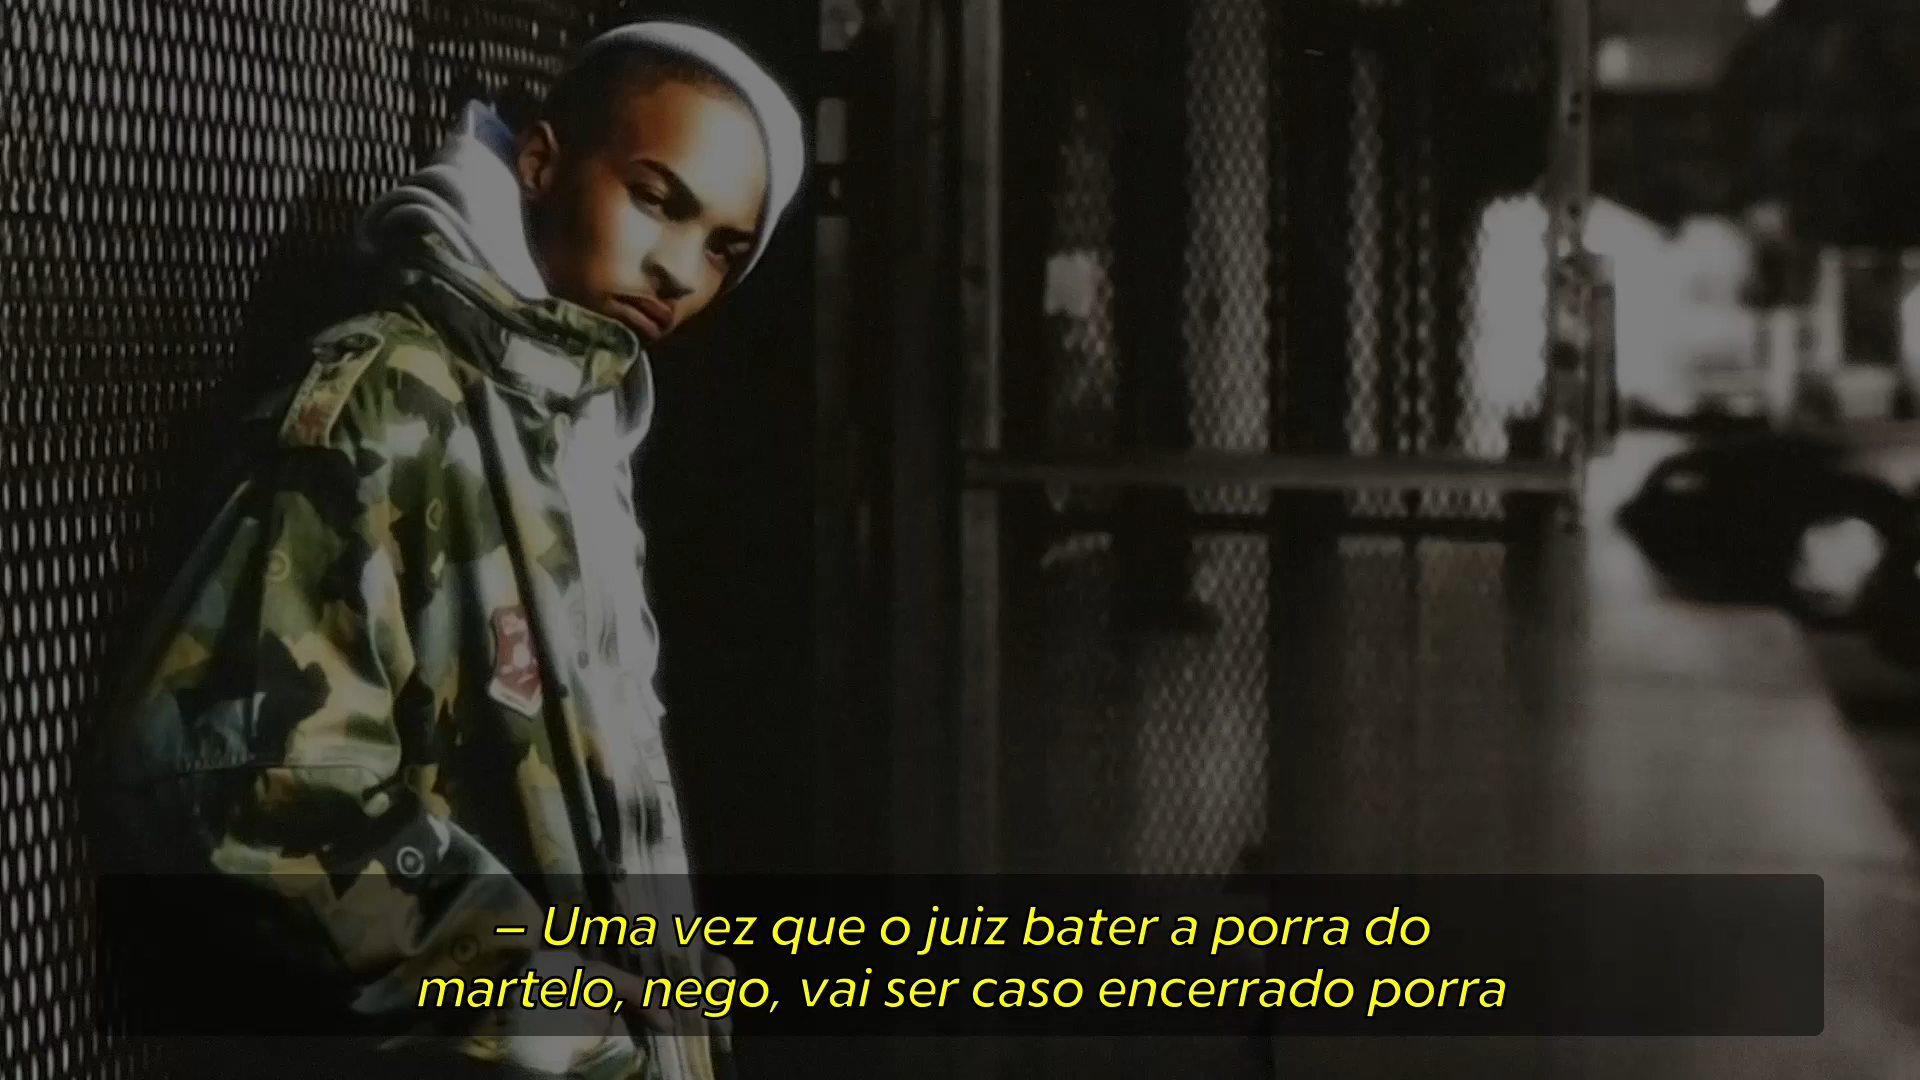 – Uma vez que o juiz bater a porra do
martelo, nego, vai ser caso encerrado porra